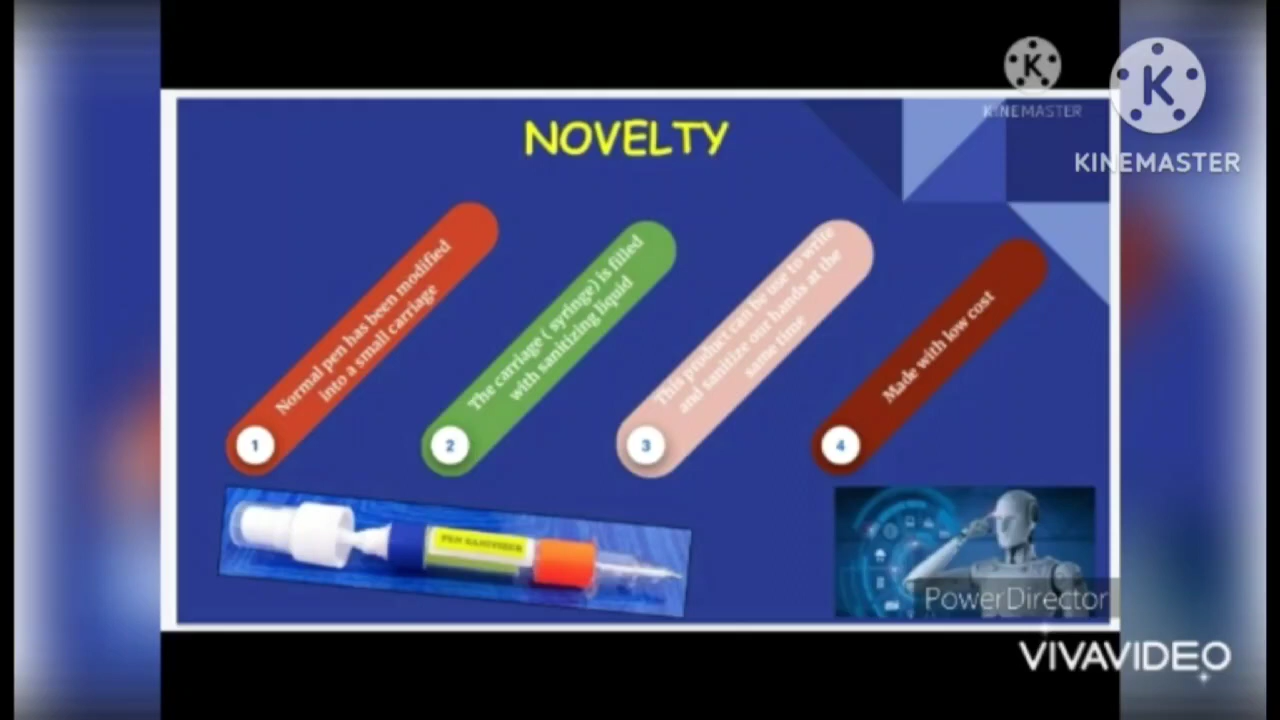 KINEMASTER
KINEMASTER
NOVELTY
Normal pen has been modified
into a small carriage
1
The carriage ( syringe) is filled
with sanitizing liquid
2
This product can be use to write
and sanitize our hands at the
same time
3
Made with low cost
4
PEN SANITIZER
PowerDirector
VIVAVIDEO